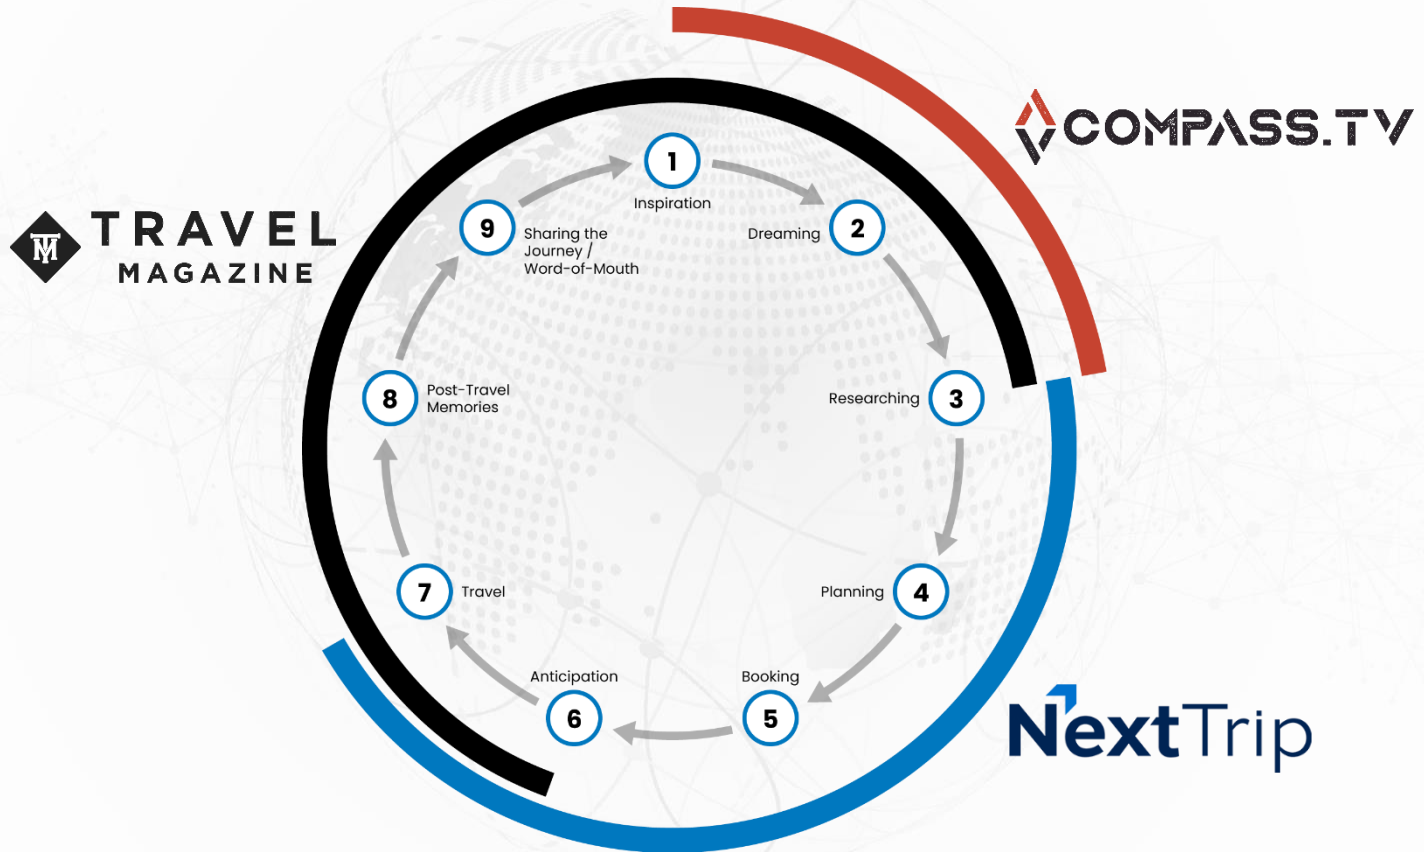 COMPASS.TV
TM TRAVEL
MAGAZINE
1
Inspiration
2
Dreaming
3
Researching
4
Planning
5
Booking
6
Anticipation
7
Travel
8
Post-Travel
Memories
9
Sharing the
Journey /
Word-of-Mouth
NextTrip